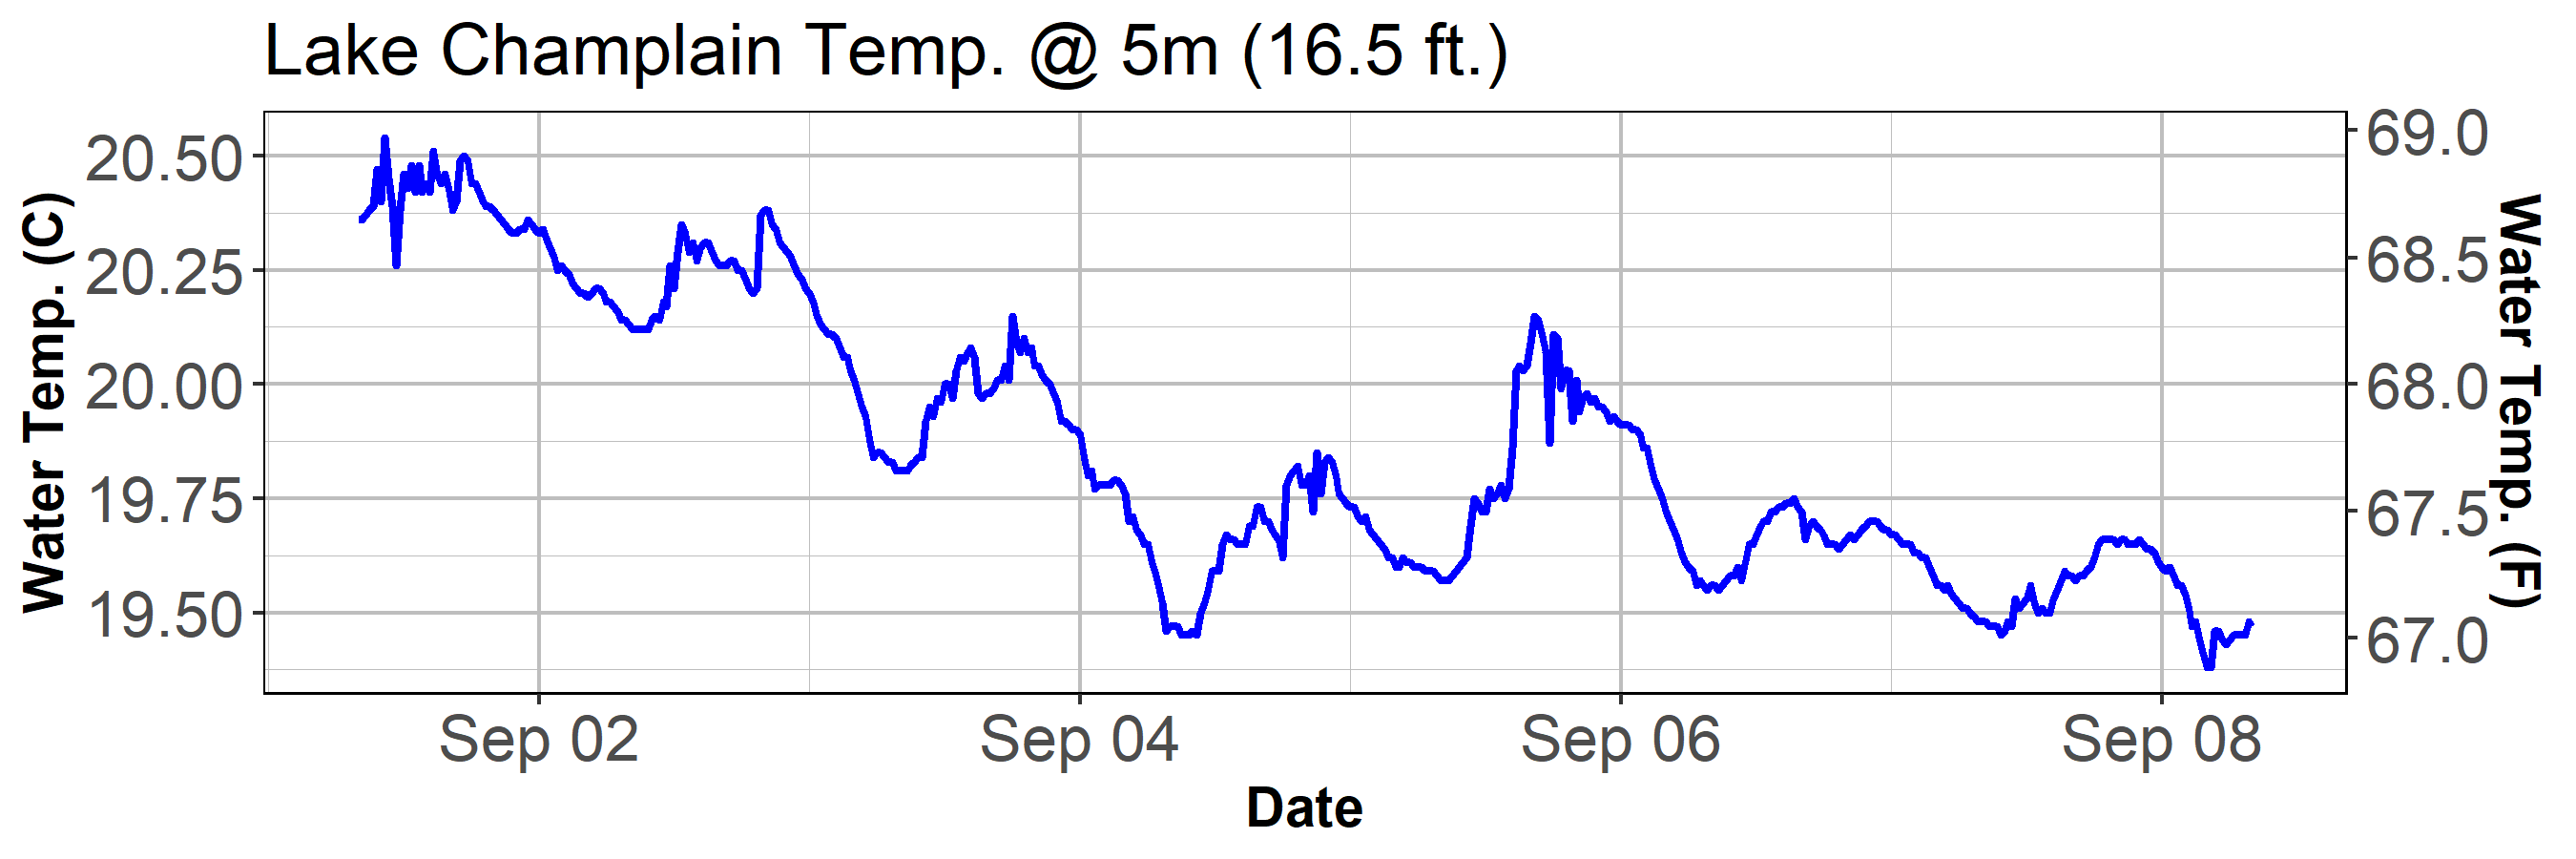 Lake Champlain Temp. @ 5m (16.5 ft.)
Water Temp. (C)
20.50
20.25
20.00
19.75
19.50
69.0
68.5
68.0
67.5
67.0
Water Temp. (F)
Sep 02
Sep 04
Sep 06
Sep 08
Date